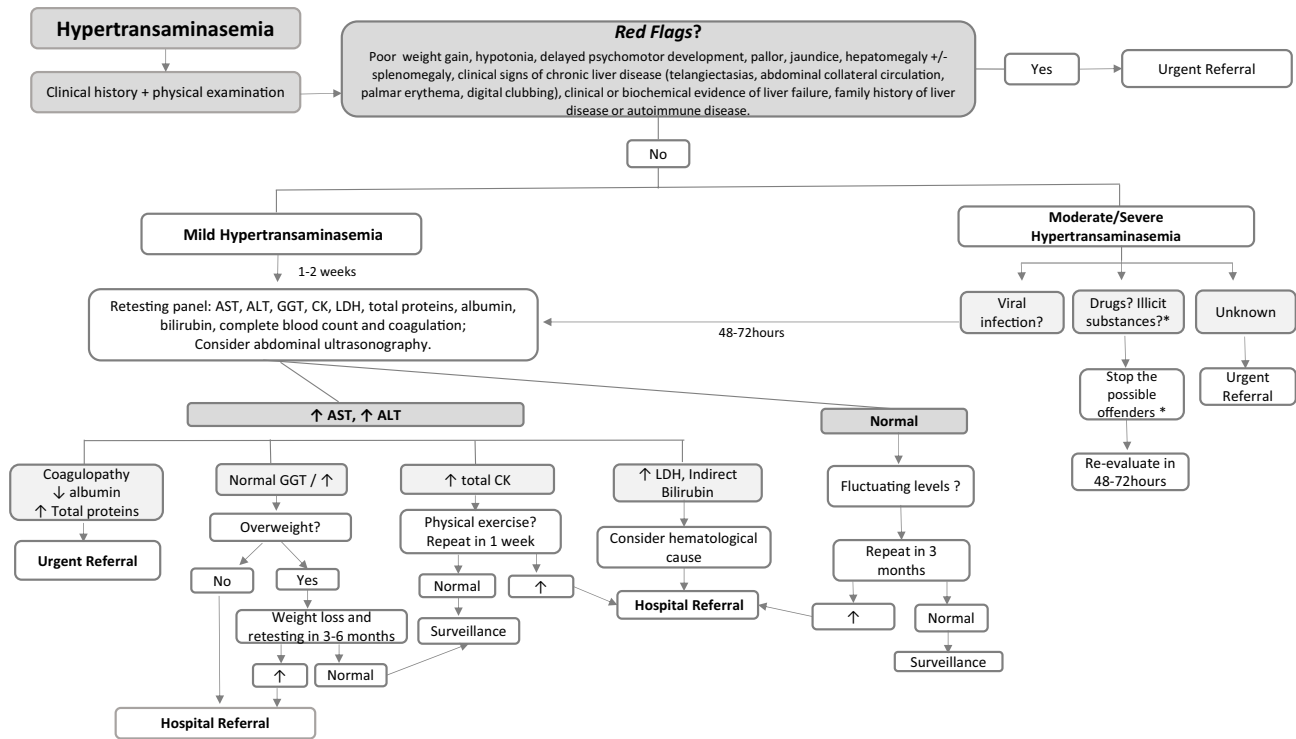 Hypertransaminasemia
Clinical history + physical examination
Red Flags?
Poor weight gain, hypotonia, delayed psychomotor development, pallor, jaundice, hepatomegaly +/-
splenomegaly, clinical signs of chronic liver disease (telangiectasias, abdominal collateral circulation,
palmar erythema, digital clubbing), clinical or biochemical evidence of liver failure, family history of liver
disease or autoimmune disease.
Yes
Urgent Referral
No
Mild Hypertransaminasemia
Moderate/Severe
Hypertransaminasemia
1-2 weeks
Retesting panel: AST, ALT, GGT, CK, LDH, total proteins, albumin,
bilirubin, complete blood count and coagulation;
Consider abdominal ultrasonography.
48-72hours
Viral
infection?
Drugs? Illicit
substances?*
Unknown
Stop the
possible
offenders *
Urgent
Referral
Re-evaluate in
48-72hours
↑ AST, ↑ ALT
Normal
Coagulopathy
↓ albumin
↑ Total proteins
Urgent Referral
Normal GGT / ↑
Overweight?
No
Yes
Weight loss and
retesting in 3-6 months
↑
Normal
Hospital Referral
↑ total CK
Physical exercise?
Repeat in 1 week
Normal
↑
Surveillance
↑ LDH, Indirect
Bilirubin
Consider hematological
cause
Hospital Referral
Fluctuating levels ?
Repeat in 3
months
↑
Normal
Surveillance